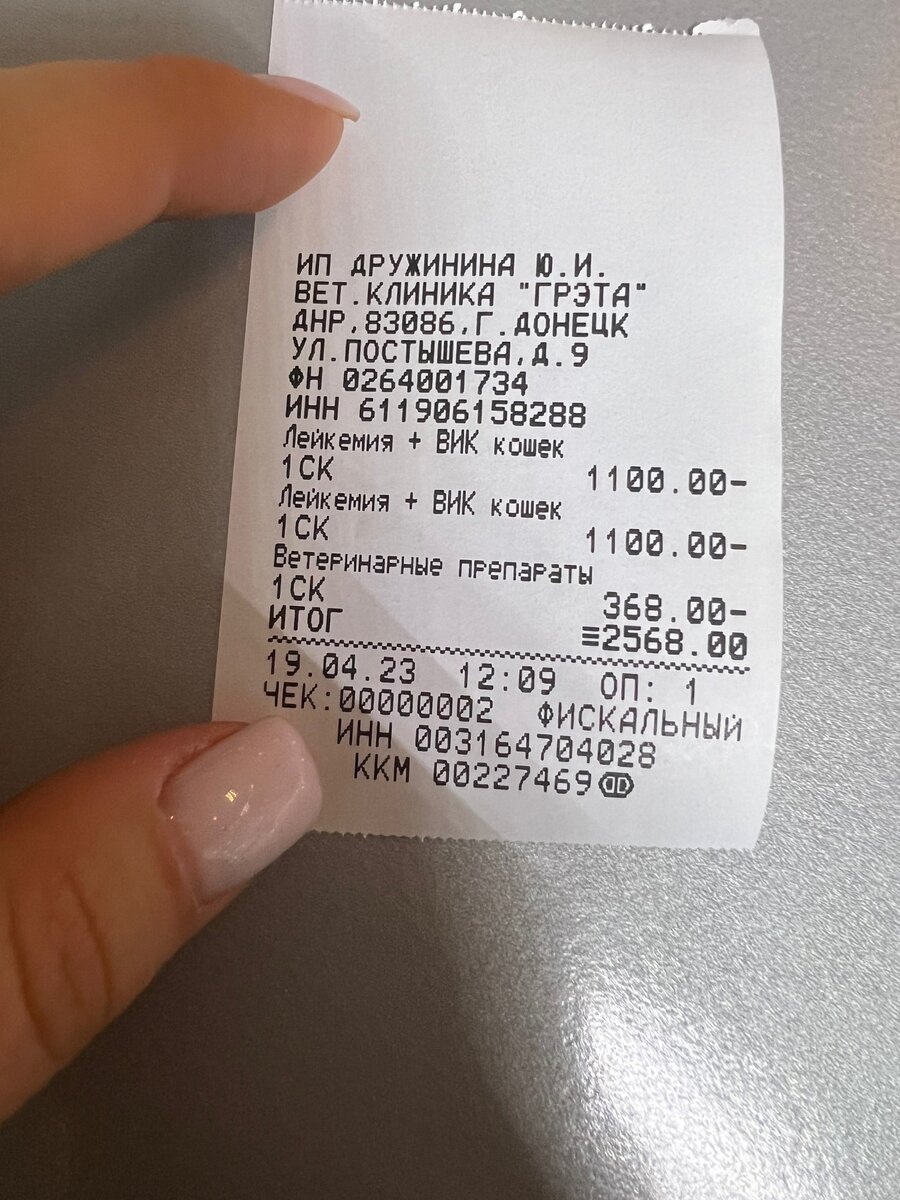 ИП ДРУЖИНИНА Ю.И.
ВЕТ.КЛИНИКА "ГРЭТА"
ДНР,83086,Г.ДОНЕЦК
УЛ.ПОСТЫШЕВА,Д.9
ФН 0264001734
ИНН 611906158288
Лейкемия + ВИК кошек
1СК 1100.00-
Лейкемия + ВИК кошек
1СК 1100.00-
Ветеринарные препараты
1СК 368.00-
ИТОГ ≡2568.00
19.04.23 12:09 ОП: 1
ЧЕК:00000002 ФИСКАЛЬНЫЙ
ИНН 003164704028
ККМ 00227469